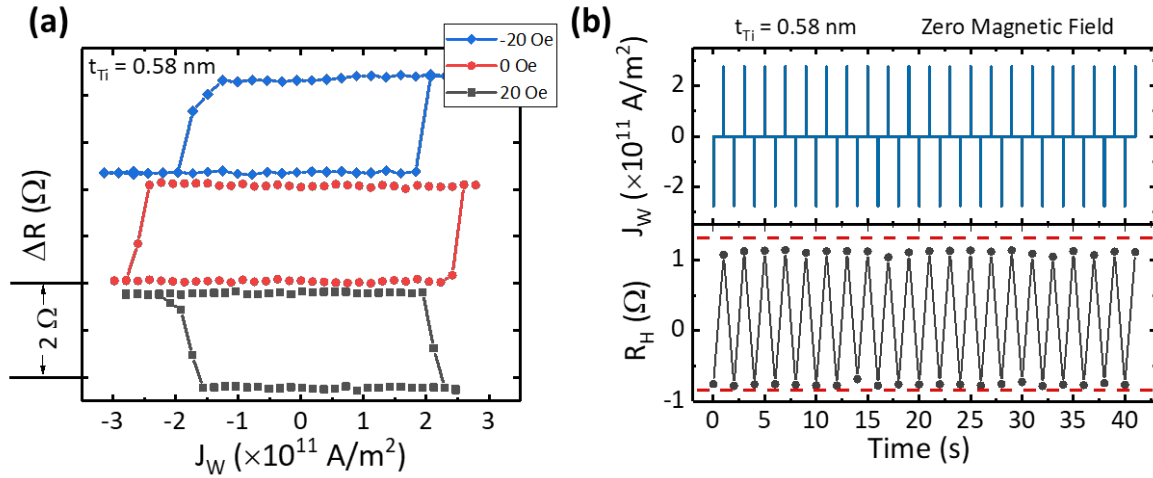 (a)
t_Ti = 0.58 nm
-20 Oe
0 Oe
20 Oe
ΔR (Ω)
2 Ω
-3 -2 -1 0 1 2 3
J_W (×10^11 A/m^2)
(b)
t_Ti = 0.58 nm Zero Magnetic Field
J_W (×10^11 A/m^2)
2
0
-2
R_H (Ω)
1
0
-1
0 5 10 15 20 25 30 35 40
Time (s)